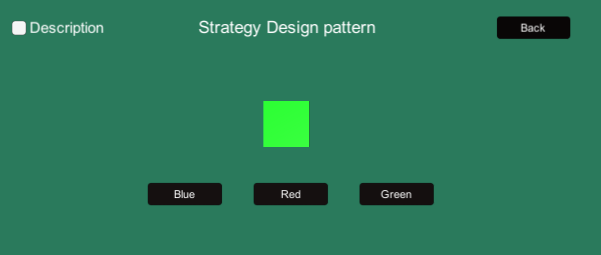 Description
Strategy Design pattern
Back
Blue
Red
Green